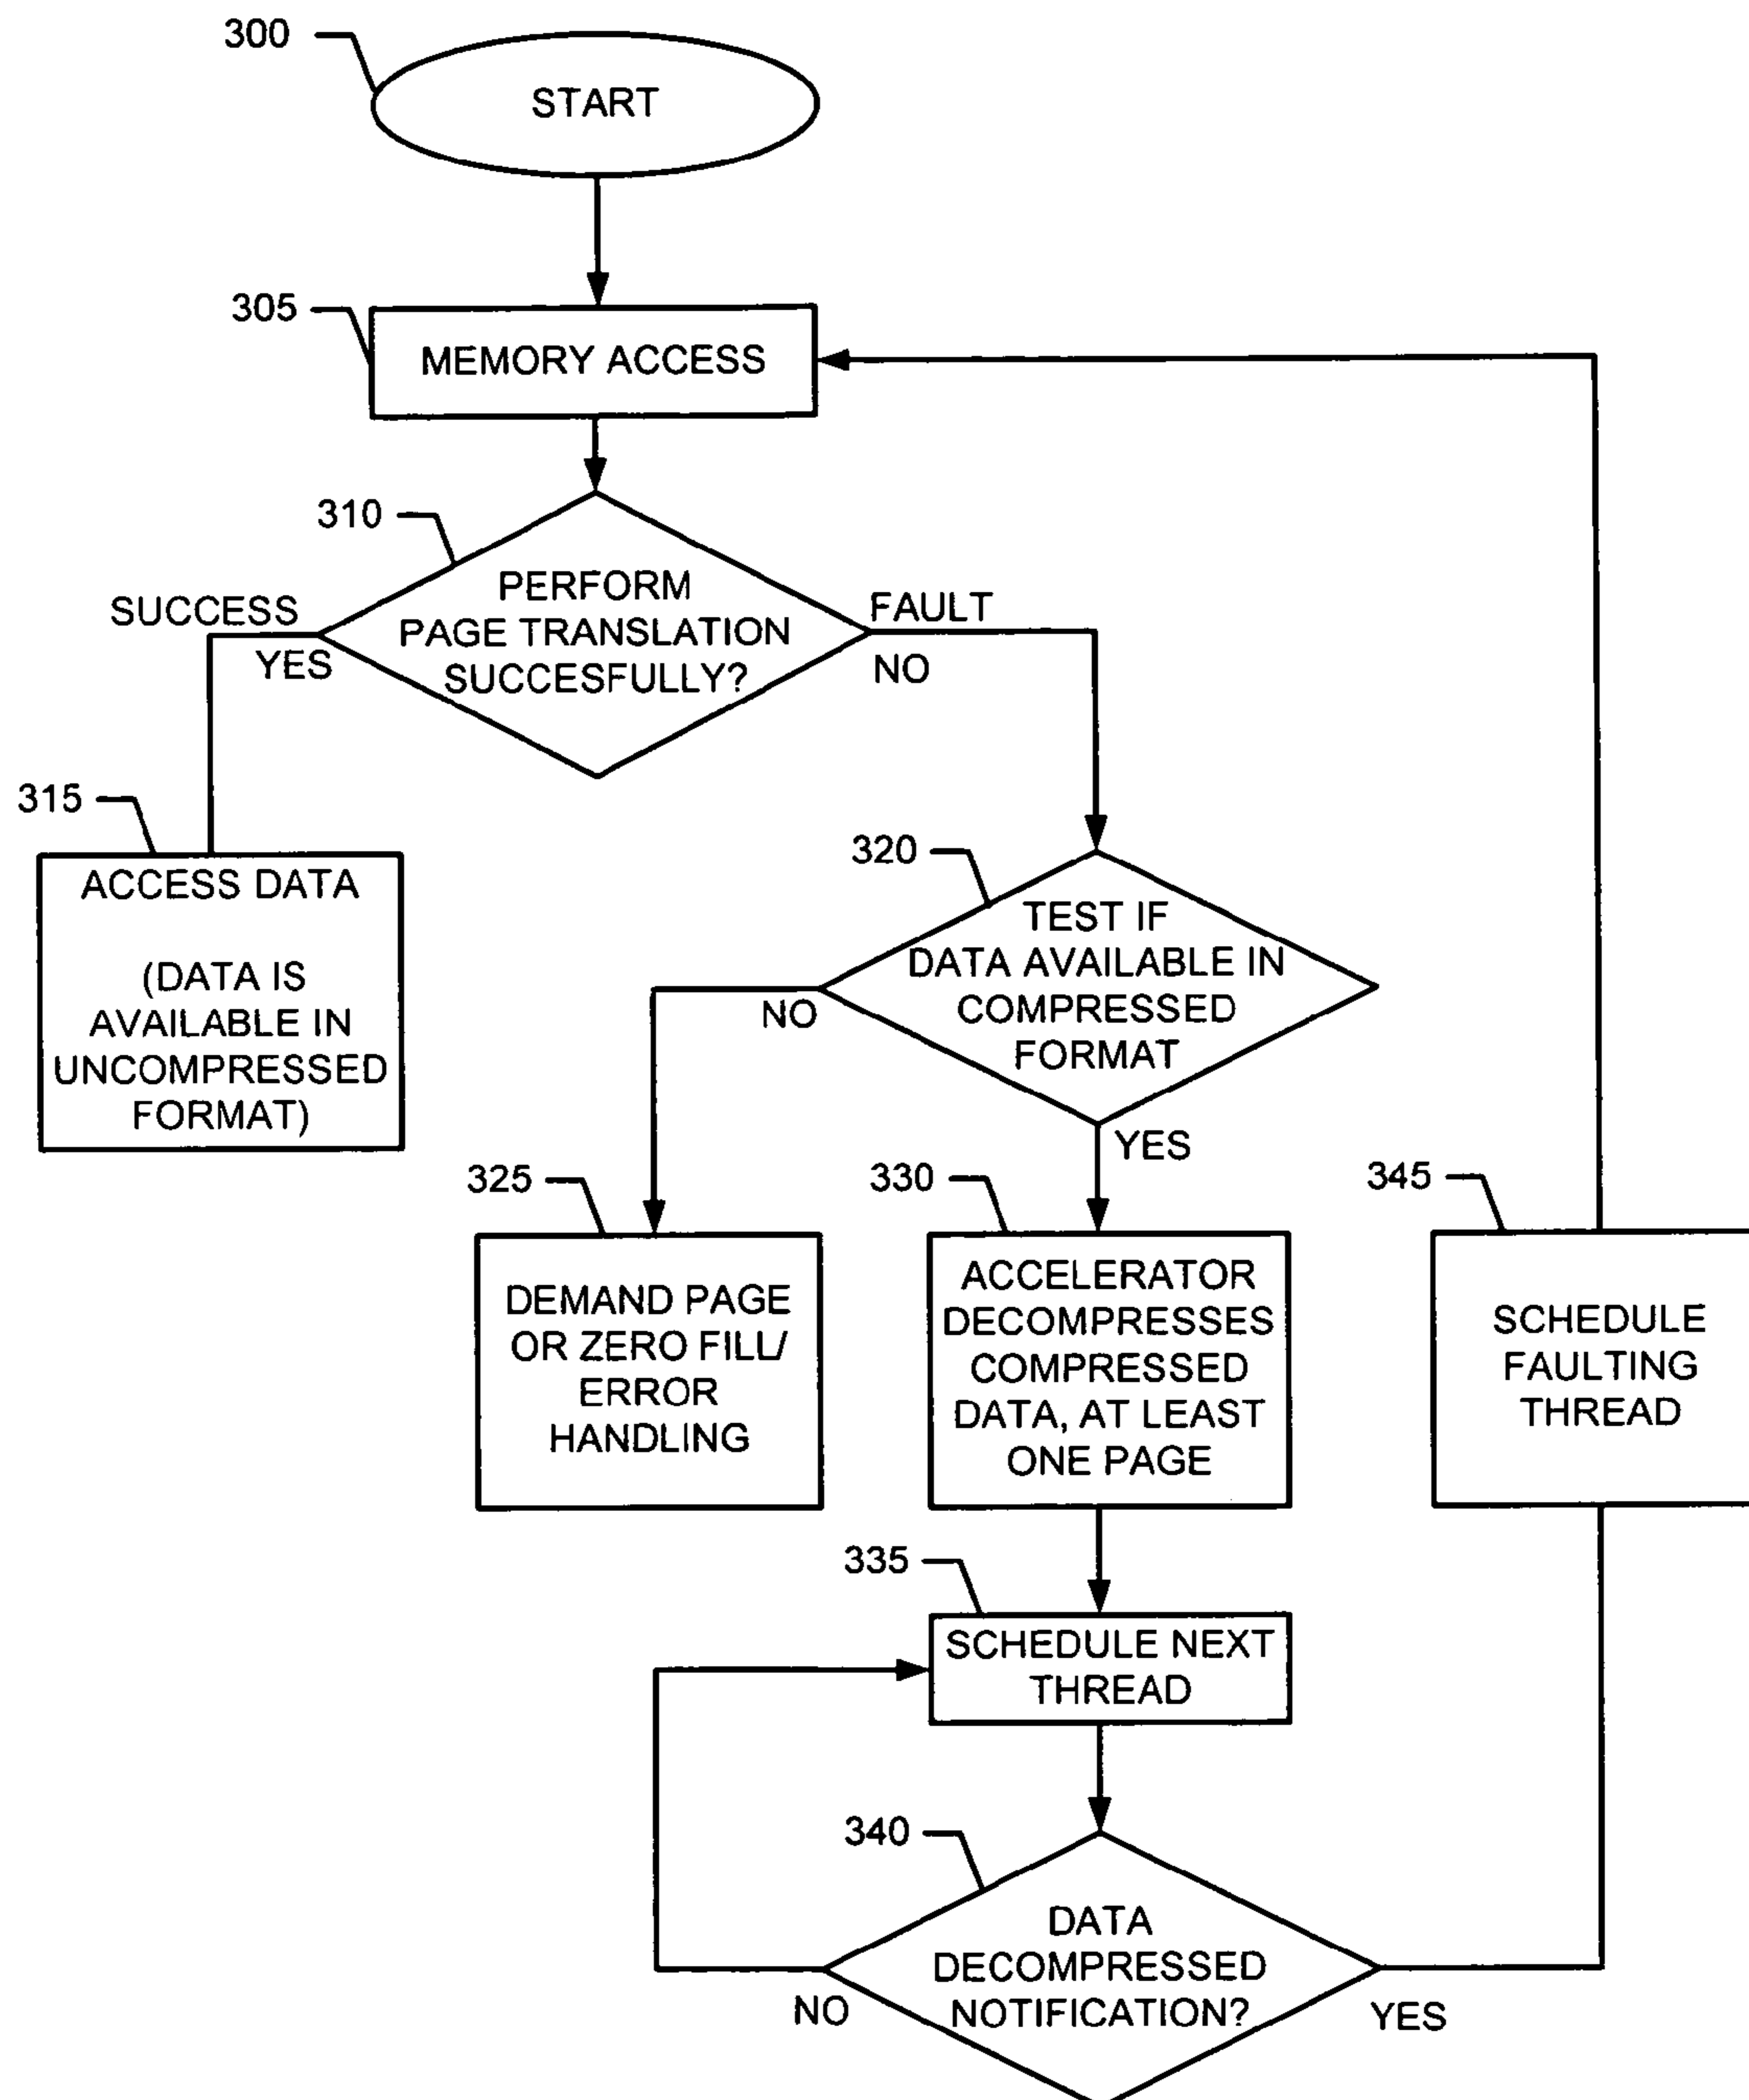 300
START
305
MEMORY ACCESS
310
PERFORM
PAGE TRANSLATION
SUCCESFULLY?
SUCCESS
YES
FAULT
NO
315
ACCESS DATA
(DATA IS
AVAILABLE IN
UNCOMPRESSED
FORMAT)
320
TEST IF
DATA AVAILABLE IN
COMPRESSED
FORMAT
NO
YES
325
DEMAND PAGE
OR ZERO FILL/
ERROR
HANDLING
330
ACCELERATOR
DECOMPRESSES
COMPRESSED
DATA, AT LEAST
ONE PAGE
345
SCHEDULE
FAULTING
THREAD
335
SCHEDULE NEXT
THREAD
340
DATA
DECOMPRESSED
NOTIFICATION?
NO
YES